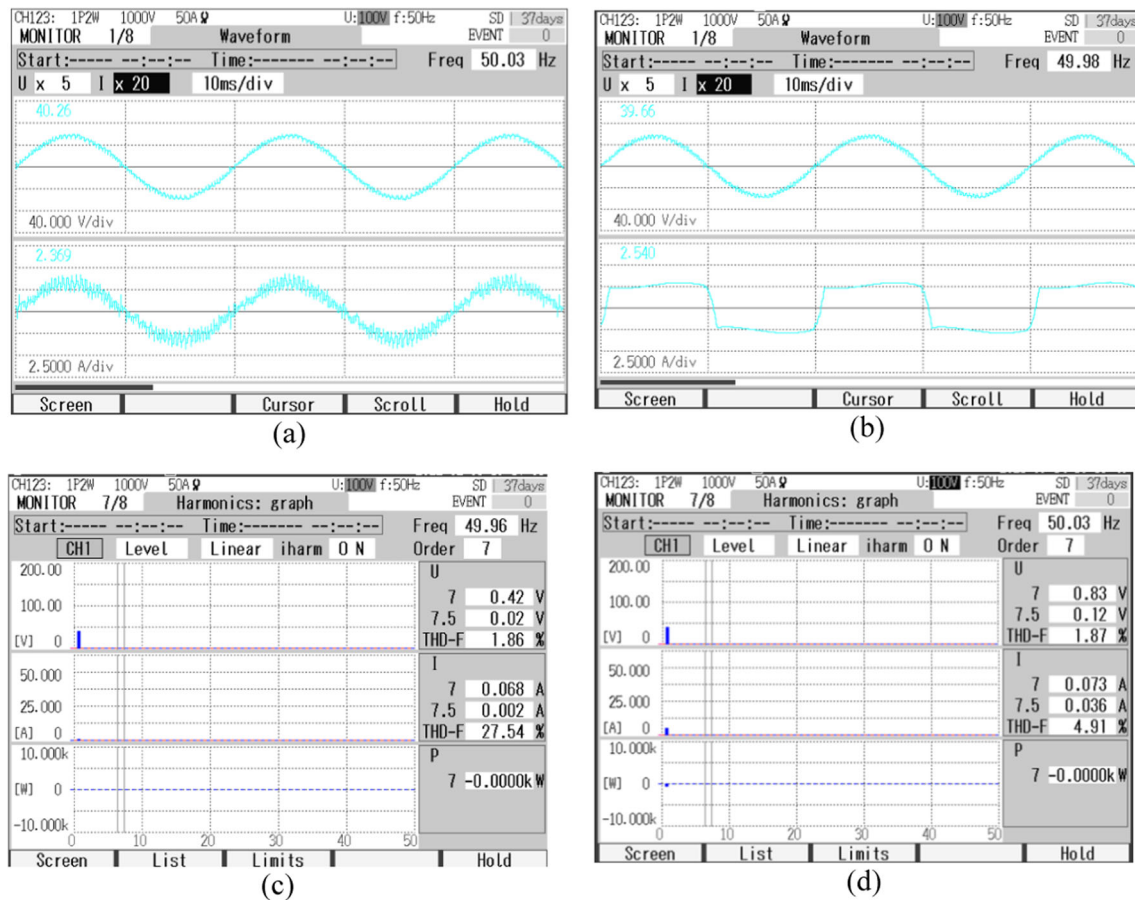 CH123: 1P2W 1000V 50A U:100V f:50Hz SD 37days
MONITOR 1/8 Waveform EVENT 0
Start:----- --:--:-- Time:------- --:--:-- Freq 50.03 Hz
U x 5 I x 20 10ms/div
40.26
40.000 V/div
2.369
2.5000 A/div
Screen Cursor Scroll Hold
(a)
CH123: 1P2W 1000V 50A U:100V f:50Hz SD 37days
MONITOR 1/8 Waveform EVENT 0
Start:----- --:--:-- Time:------- --:--:-- Freq 49.98 Hz
U x 5 I x 20 10ms/div
39.66
40.000 V/div
2.540
2.5000 A/div
Screen Cursor Scroll Hold
(b)
CH123: 1P2W 1000V 50A U:100V f:50Hz SD 37days
MONITOR 7/8 Harmonics: graph EVENT 0
Start:----- --:--:-- Time:------- --:--:-- Freq 49.96 Hz
CH1 Level Linear iharm O N Order 7
200.00
100.00
[V] 0
U
7 0.42 V
7.5 0.02 V
THD-F 1.86 %
50.000
25.000
[A] 0
I
7 0.068 A
7.5 0.002 A
THD-F 27.54 %
10.000k
[W] 0
-10.000k
P
7 -0.0000k W
0 10 20 30 40 50
Screen List Limits Hold
(c)
CH123: 1P2W 1000V 50A U:100V f:50Hz SD 37days
MONITOR 7/8 Harmonics: graph EVENT 0
Start:----- --:--:-- Time:------- --:--:-- Freq 50.03 Hz
CH1 Level Linear iharm O N Order 7
200.00
100.00
[V] 0
U
7 0.83 V
7.5 0.12 V
THD-F 1.87 %
50.000
25.000
[A] 0
I
7 0.073 A
7.5 0.036 A
THD-F 4.91 %
10.000k
[W] 0
-10.000k
P
7 -0.0000k W
0 10 20 30 40 50
Screen List Limits Hold
(d)